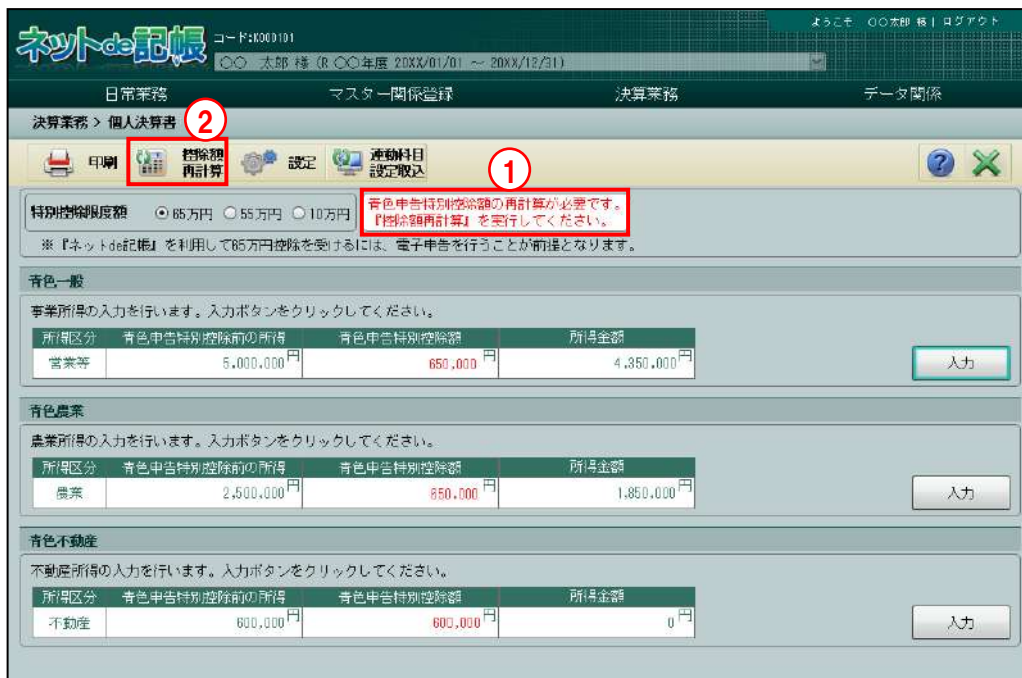 ようこそ　〇〇太郎 様 | ログアウト
ネットde記帳 コード:K000101
〇〇 太郎 様 (R 〇〇年度 20XX/01/01 ～ 20XX/12/31)
日常業務 マスター関係登録 決算業務 データ関係
決算業務 > 個人決算書
②
印刷 控除額再計算 設定 連動科目設定取込
①
特別控除限度額 65万円 55万円 10万円
青色申告特別控除額の再計算が必要です。
『控除額再計算』を実行してください。
※『ネットde記帳』を利用して65万円控除を受けるには、電子申告を行うことが前提となります。
青色一般
事業所得の入力を行います。入力ボタンをクリックしてください。
所得区分 青色申告特別控除前の所得 青色申告特別控除額 所得金額
営業等 5,000,000円 650,000円 4,350,000円 入力
青色農業
農業所得の入力を行います。入力ボタンをクリックしてください。
所得区分 青色申告特別控除前の所得 青色申告特別控除額 所得金額
農業 2,500,000円 650,000円 1,850,000円 入力
青色不動産
不動産所得の入力を行います。入力ボタンをクリックしてください。
所得区分 青色申告特別控除前の所得 青色申告特別控除額 所得金額
不動産 600,000円 600,000円 0円 入力